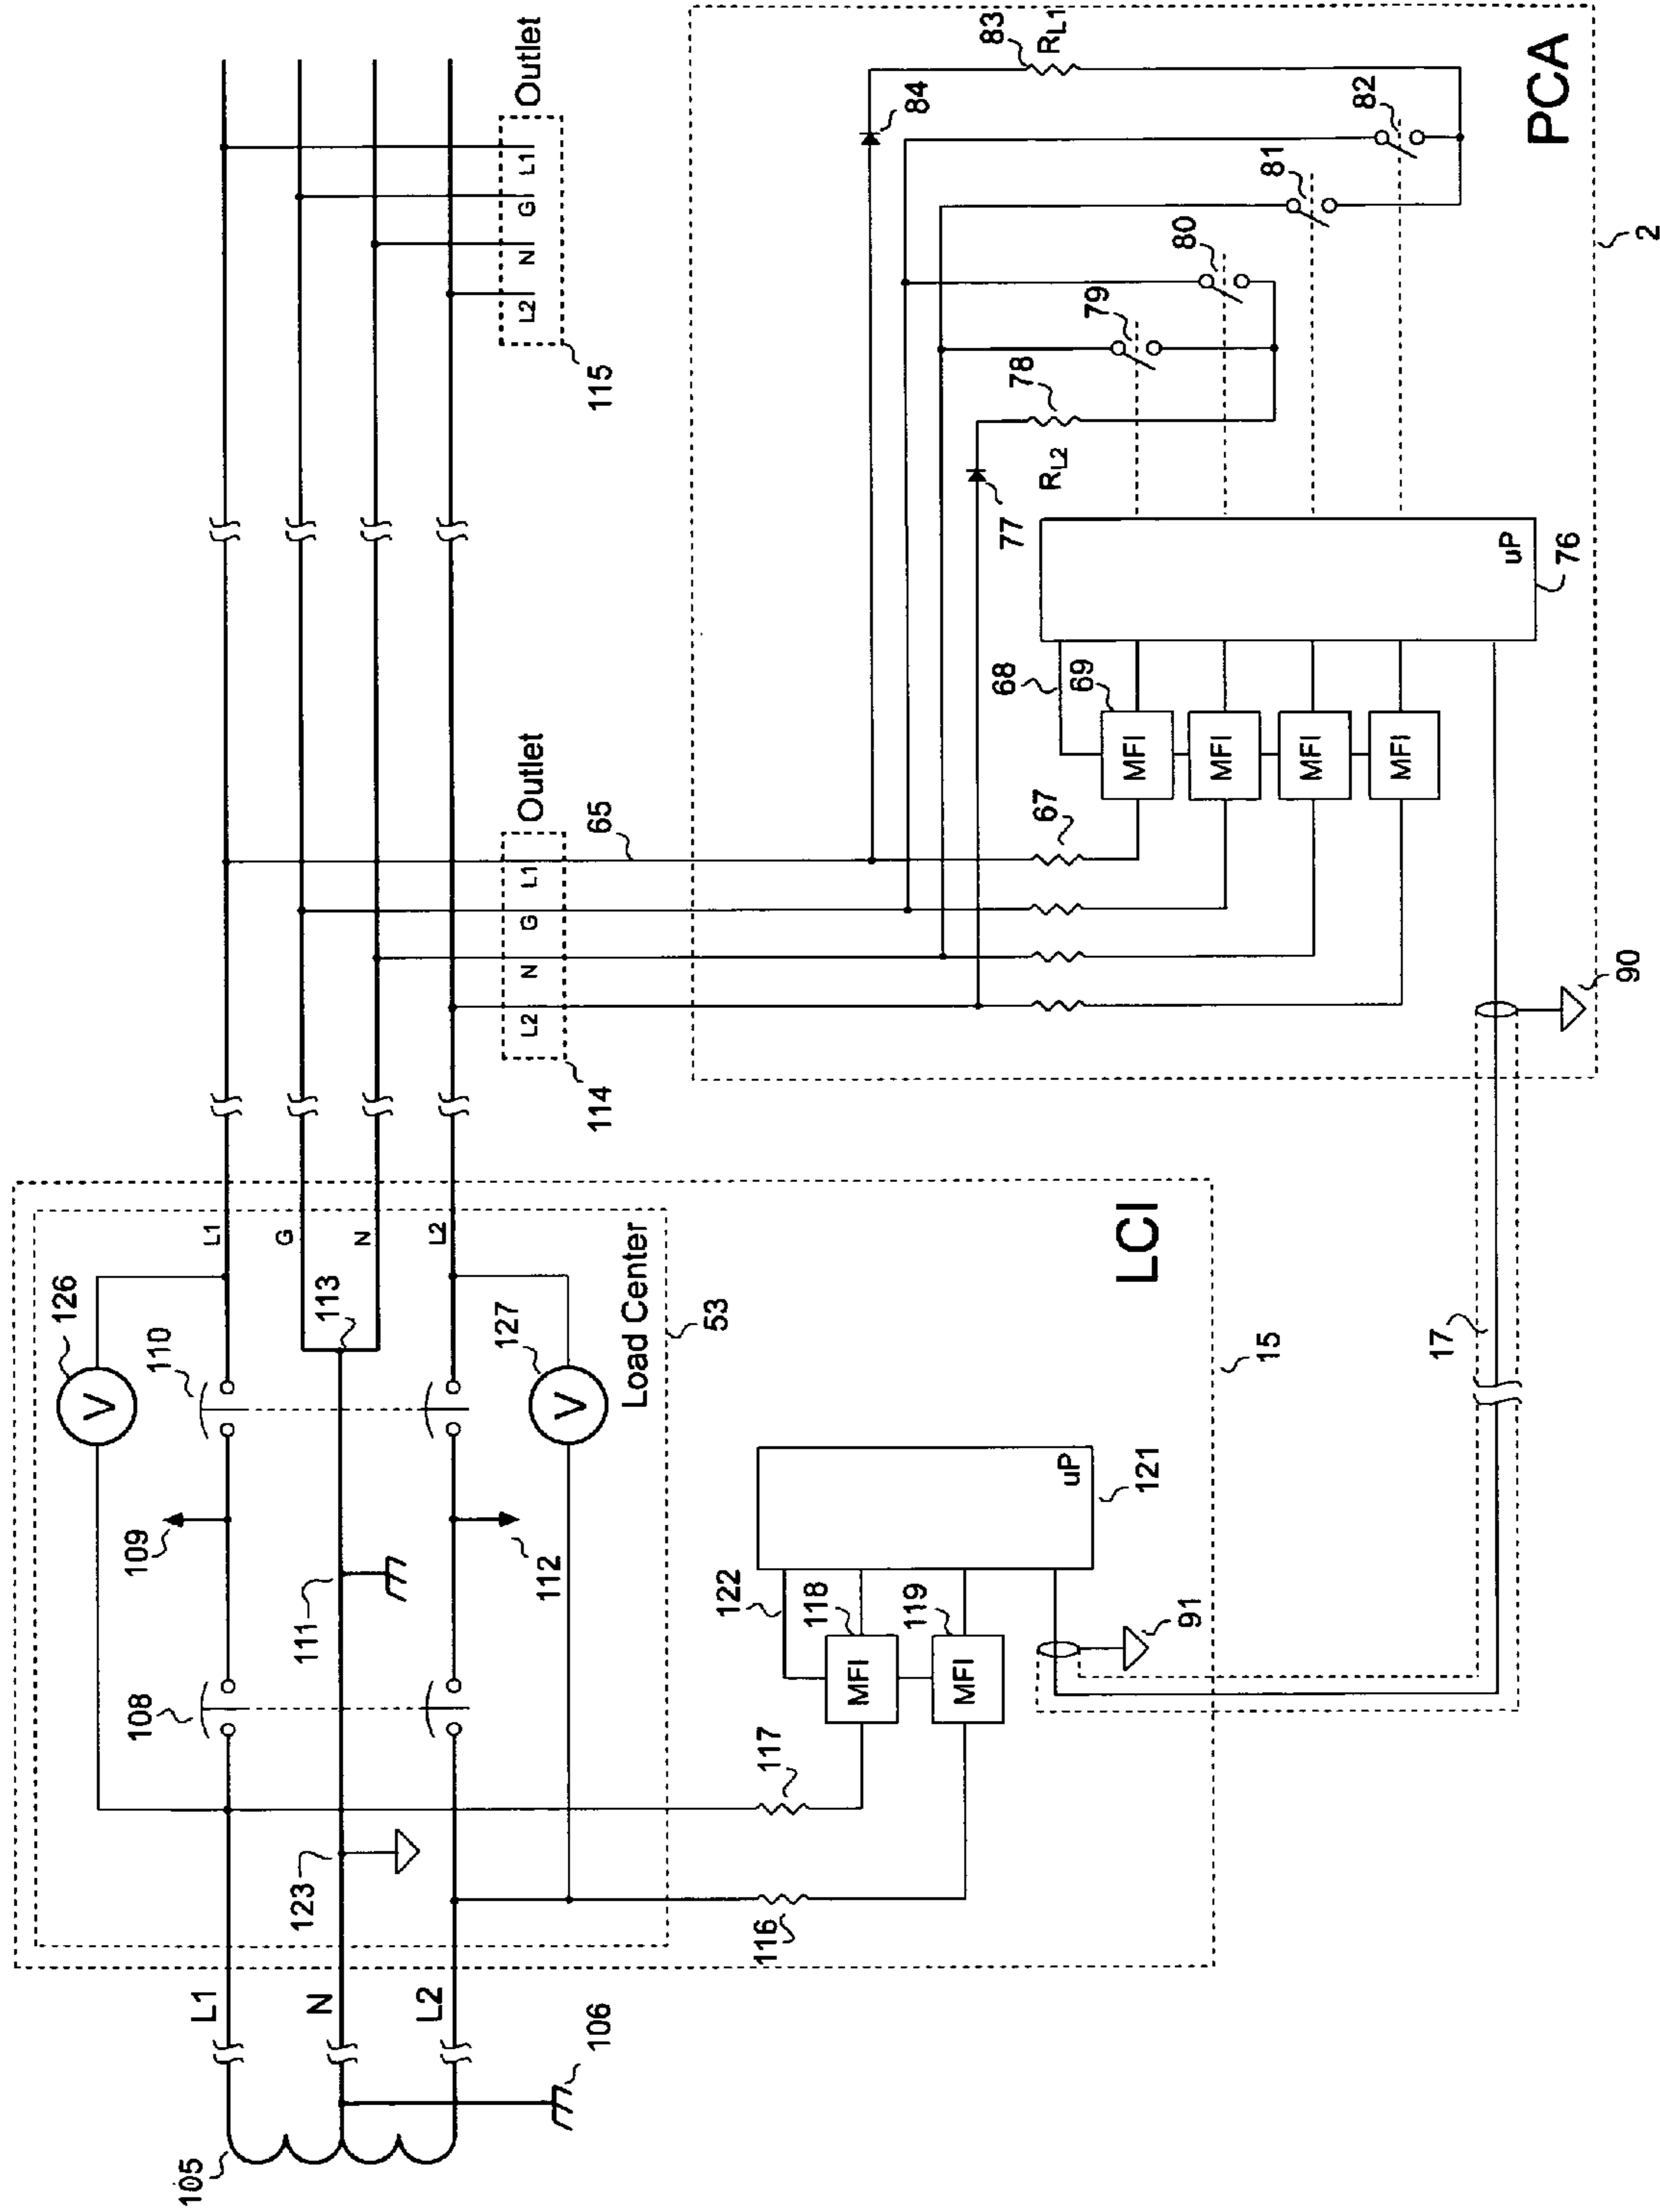 105
106
L1
N
L2
123
108
111
109
112
126
110
113
127
L1
G
N
L2
Load Center
53
116
117
118
119
122
MFI
MFI
uP
121
91
LCI
15
17
L2 N G L1
Outlet
114
65
67
68
69
MFI
MFI
MFI
MFI
uP
76
77
RL2
78
79
80
81
82
83
RL1
84
L2 N G L1
Outlet
115
PCA
2
90